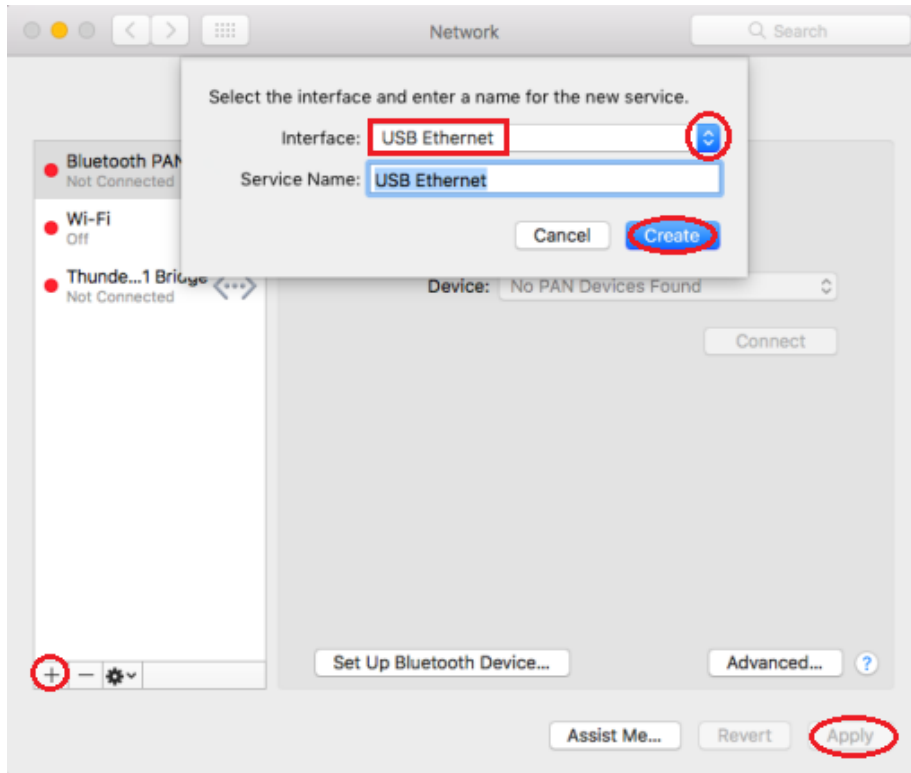 Network
Search
Select the interface and enter a name for the new service.
Interface: USB Ethernet
Service Name: USB Ethernet
Cancel
Create
Bluetooth PAN
Not Connected
Wi-Fi
Off
Thunde...1 Bridge
Not Connected
Device: No PAN Devices Found
Connect
Set Up Bluetooth Device...
Advanced... ?
+ −
Assist Me...
Revert
Apply